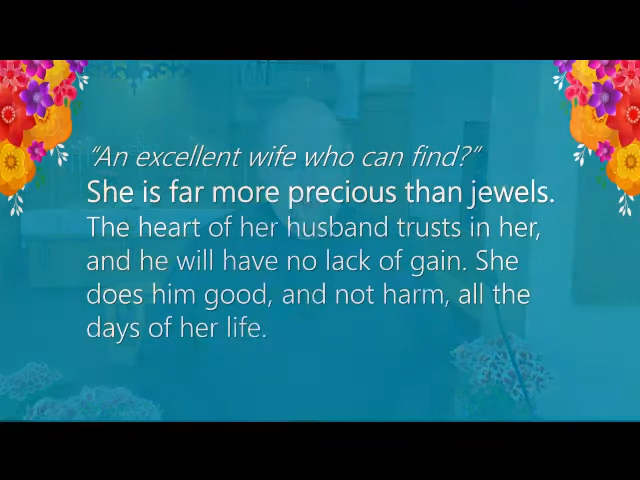 “An excellent wife who can find?”
She is far more precious than jewels.
The heart of her husband trusts in her,
and he will have no lack of gain. She
does him good, and not harm, all the
days of her life.